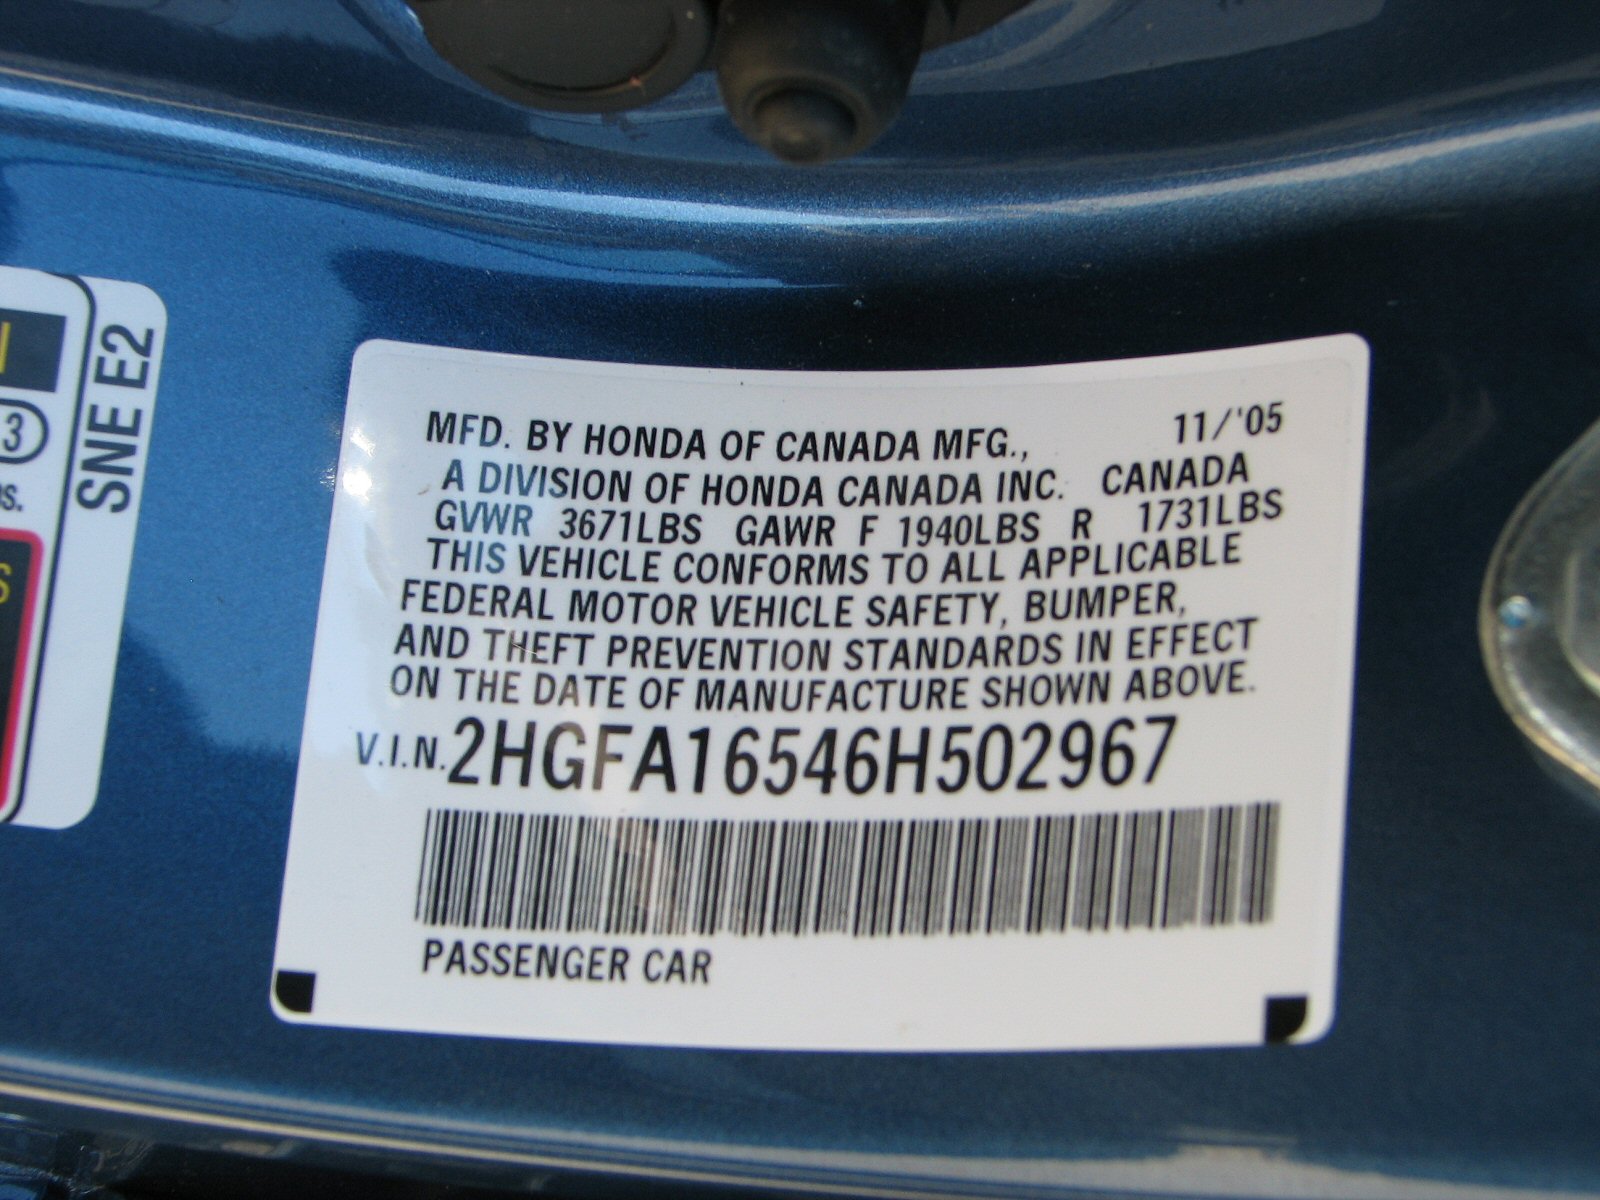 SNE E2
3
MFD. BY HONDA OF CANADA MFG., 11/'05
A DIVISION OF HONDA CANADA INC. CANADA
GVWR 3671LBS GAWR F 1940LBS R 1731LBS
THIS VEHICLE CONFORMS TO ALL APPLICABLE
FEDERAL MOTOR VEHICLE SAFETY, BUMPER,
AND THEFT PREVENTION STANDARDS IN EFFECT
ON THE DATE OF MANUFACTURE SHOWN ABOVE.
V.I.N. 2HGFA16546H502967
PASSENGER CAR